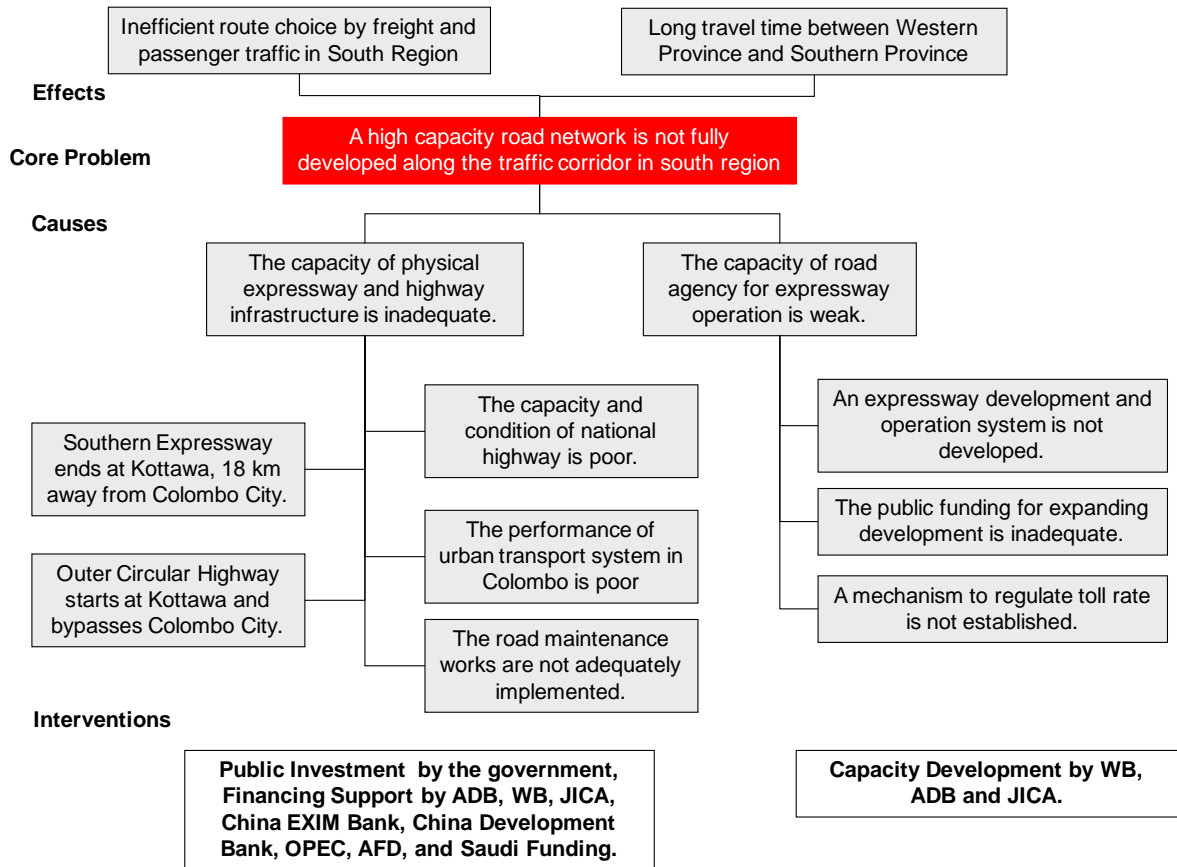 Inefficient route choice by freight and
passenger traffic in South Region
Long travel time between Western
Province and Southern Province
Effects
A high capacity road network is not fully
developed along the traffic corridor in south region
Core Problem
Causes
The capacity of physical
expressway and highway
infrastructure is inadequate.
The capacity of road
agency for expressway
operation is weak.
Southern Expressway
ends at Kottawa, 18 km
away from Colombo City.
Outer Circular Highway
starts at Kottawa and
bypasses Colombo City.
The capacity and
condition of national
highway is poor.
The performance of
urban transport system in
Colombo is poor
The road maintenance
works are not adequately
implemented.
An expressway development and
operation system is not
developed.
The public funding for expanding
development is inadequate.
A mechanism to regulate toll rate
is not established.
Interventions
Public Investment by the government,
Financing Support by ADB, WB, JICA,
China EXIM Bank, China Development
Bank, OPEC, AFD, and Saudi Funding.
Capacity Development by WB,
ADB and JICA.